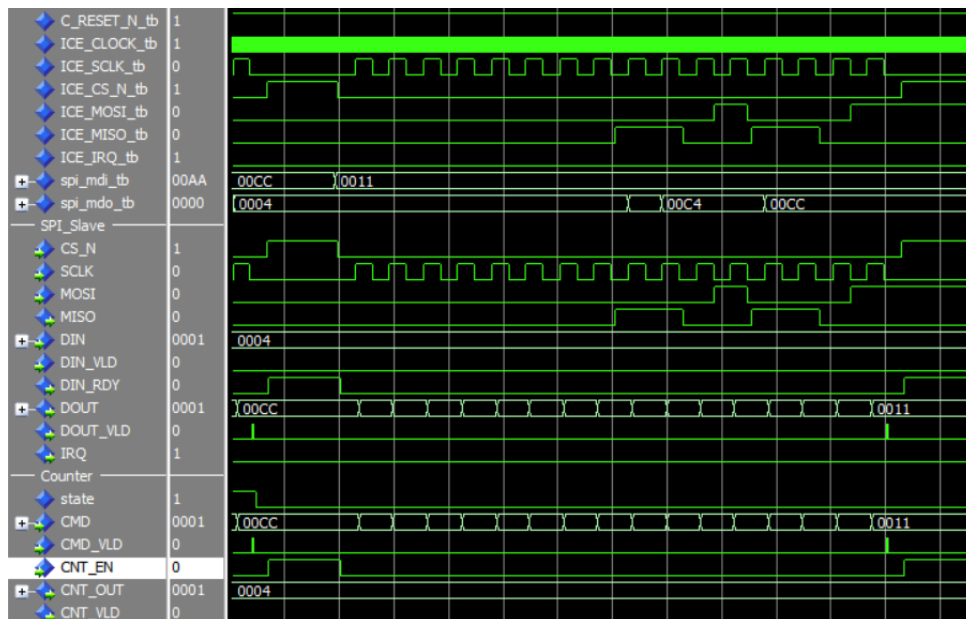 C_RESET_N_tb 1
ICE_CLOCK_tb 1
ICE_SCLK_tb 0
ICE_CS_N_tb 1
ICE_MOSI_tb 0
ICE_MISO_tb 0
ICE_IRQ_tb 1
spi_mdi_tb 00AA 00CC 0011
spi_mdo_tb 0000 0004 00C4 00CC
SPI_Slave
CS_N 1
SCLK 0
MOSI 0
MISO 0
DIN 0001 0004
DIN_VLD 0
DIN_RDY 0
DOUT 0001 00CC 0011
DOUT_VLD 0
IRQ 1
Counter
state 1
CMD 0001 00CC 0011
CMD_VLD 0
CNT_EN 0
CNT_OUT 0001 0004
CNT_VLD 0